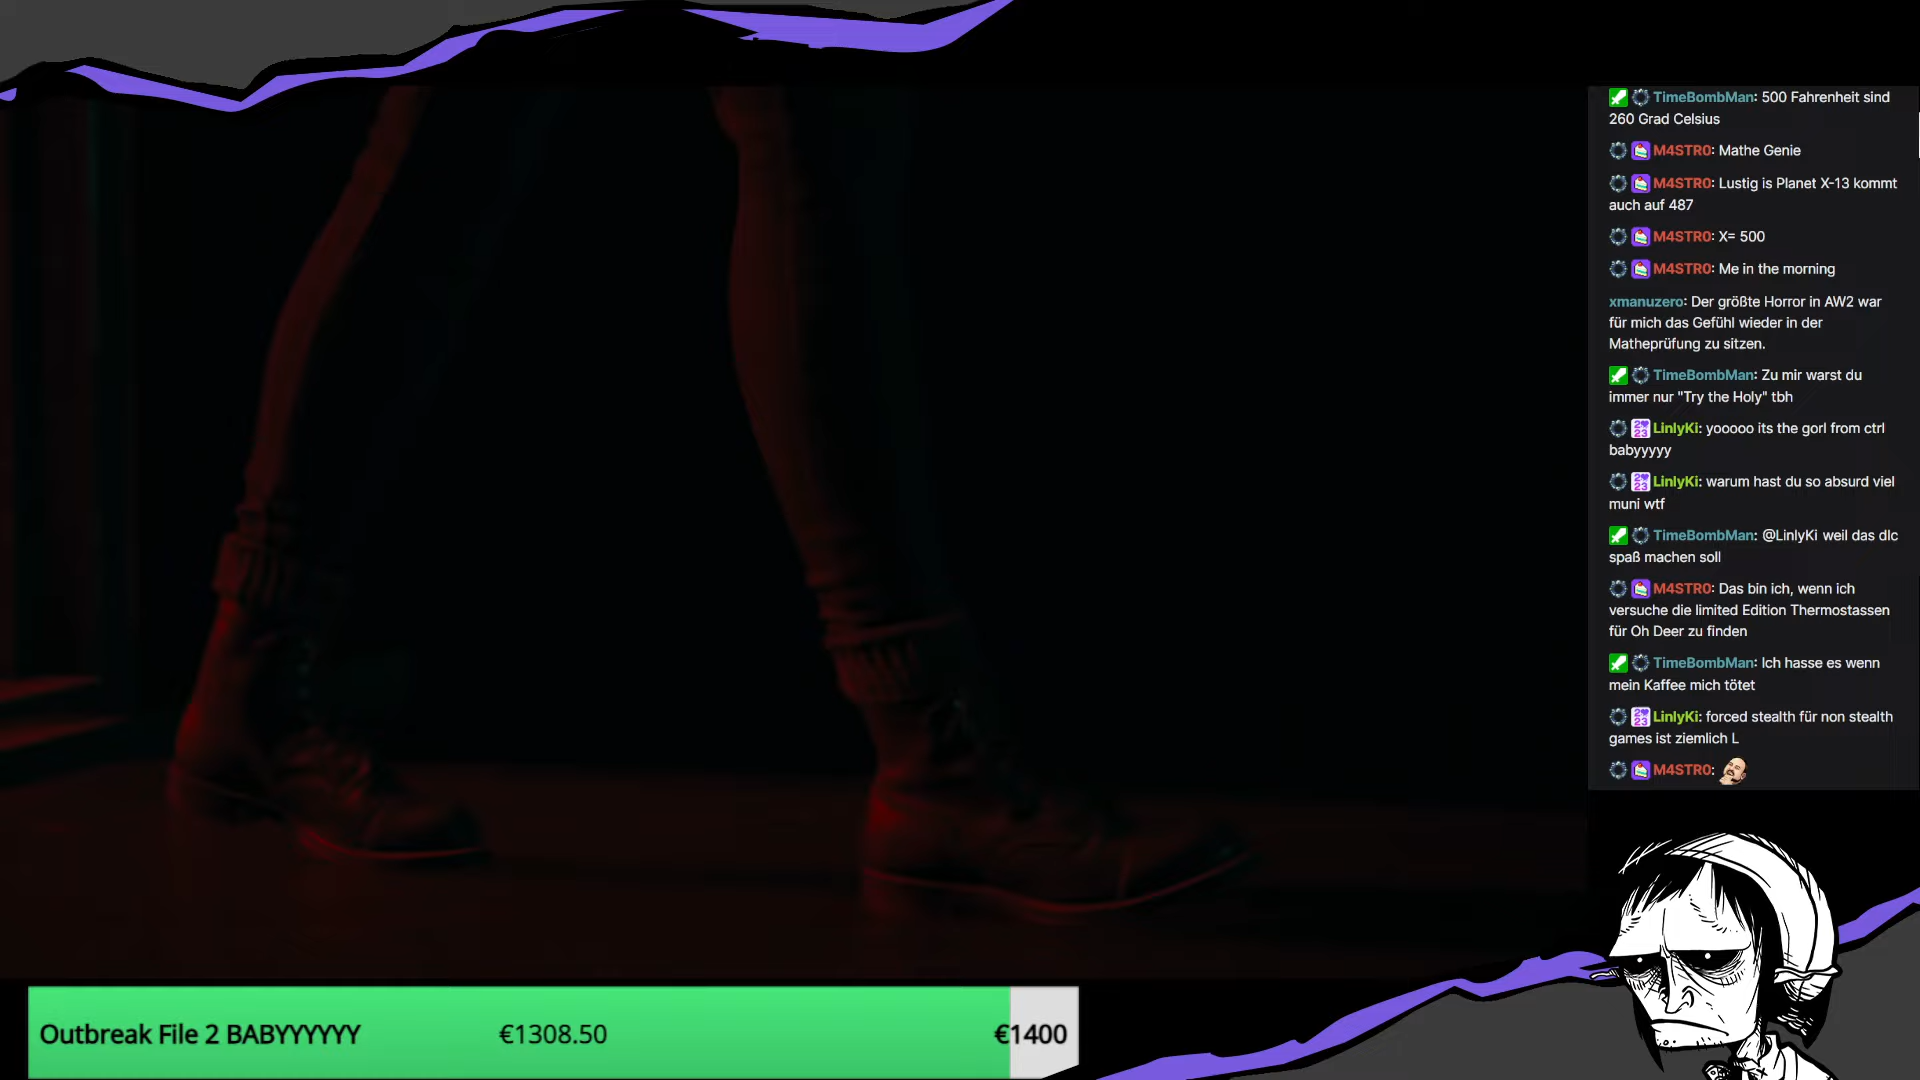 TimeBombMan: 500 Fahrenheit sind
260 Grad Celsius
M4STR0: Mathe Genie
M4STR0: Lustig is Planet X-13 kommt
auch auf 487
M4STR0: X= 500
M4STR0: Me in the morning
xmanuzero: Der größte Horror in AW2 war
für mich das Gefühl wieder in der
Matheprüfung zu sitzen.
TimeBombMan: Zu mir warst du
immer nur "Try the Holy" tbh
LinlyKi: yooooo its the gorl from ctrl
babyyyyy
LinlyKi: warum hast du so absurd viel
muni wtf
TimeBombMan: @LinlyKi weil das dlc
spaß machen soll
M4STR0: Das bin ich, wenn ich
versuche die limited Edition Thermostassen
für Oh Deer zu finden
TimeBombMan: Ich hasse es wenn
mein Kaffee mich tötet
LinlyKi: forced stealth für non stealth
games ist ziemlich L
M4STR0:
Outbreak File 2 BABYYYYYY €1308.50 €1400